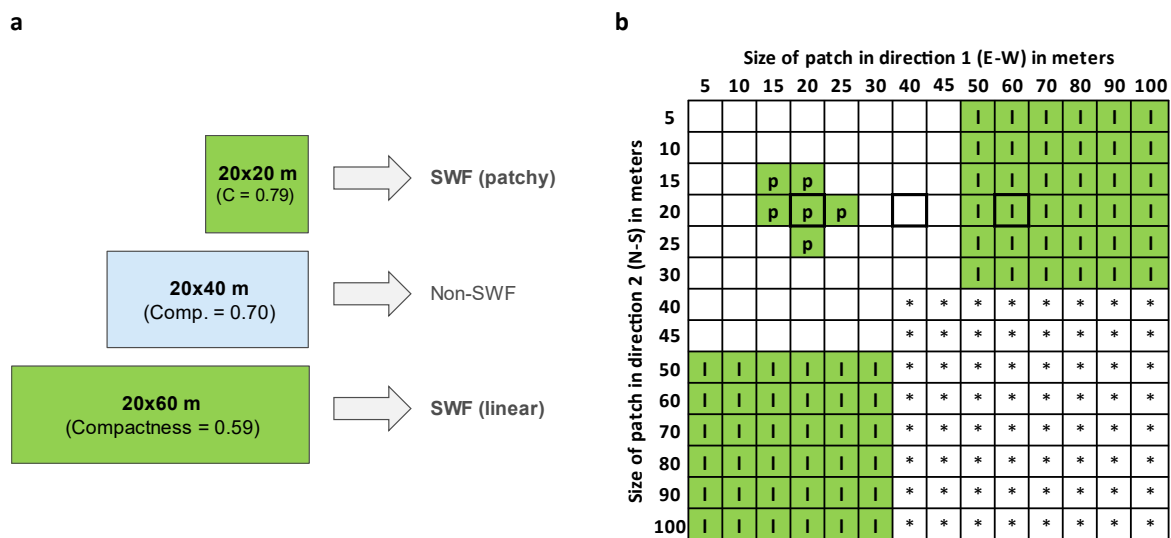 a
20x20 m
(C = 0.79)
SWF (patchy)
20x40 m
(Comp. = 0.70)
Non-SWF
20x60 m
(Compactness = 0.59)
SWF (linear)
b
Size of patch in direction 1 (E-W) in meters
5 10 15 20 25 30 40 45 50 60 70 80 90 100
Size of patch in direction 2 (N-S) in meters
5 l l l l l l
10 l l l l l l
15 p p l l l l l l
20 p p p l l l l l l
25 p l l l l l l
30 l l l l l l
40 * * * * * * * *
45 * * * * * * * *
50 l l l l l l * * * * * * * *
60 l l l l l l * * * * * * * *
70 l l l l l l * * * * * * * *
80 l l l l l l * * * * * * * *
90 l l l l l l * * * * * * * *
100 l l l l l l * * * * * * * *